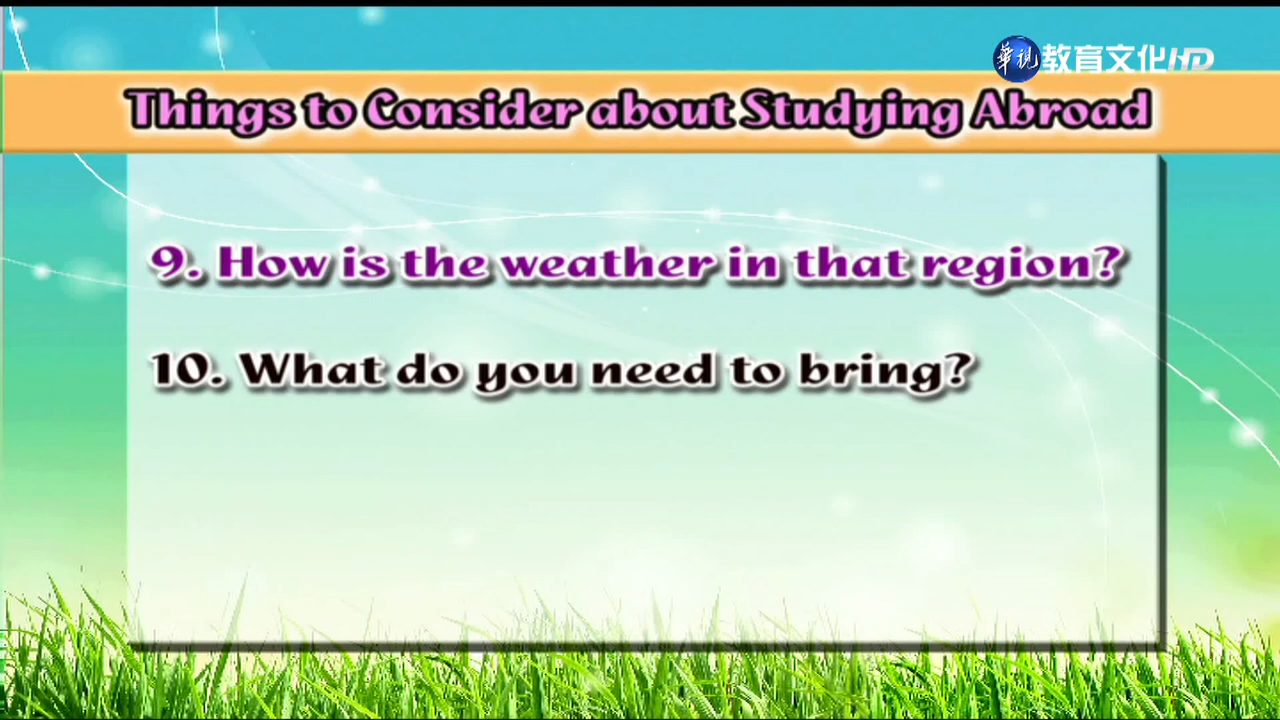 華視 教育文化HD
Things to Consider about Studying Abroad
9. How is the weather in that region?
10. What do you need to bring?